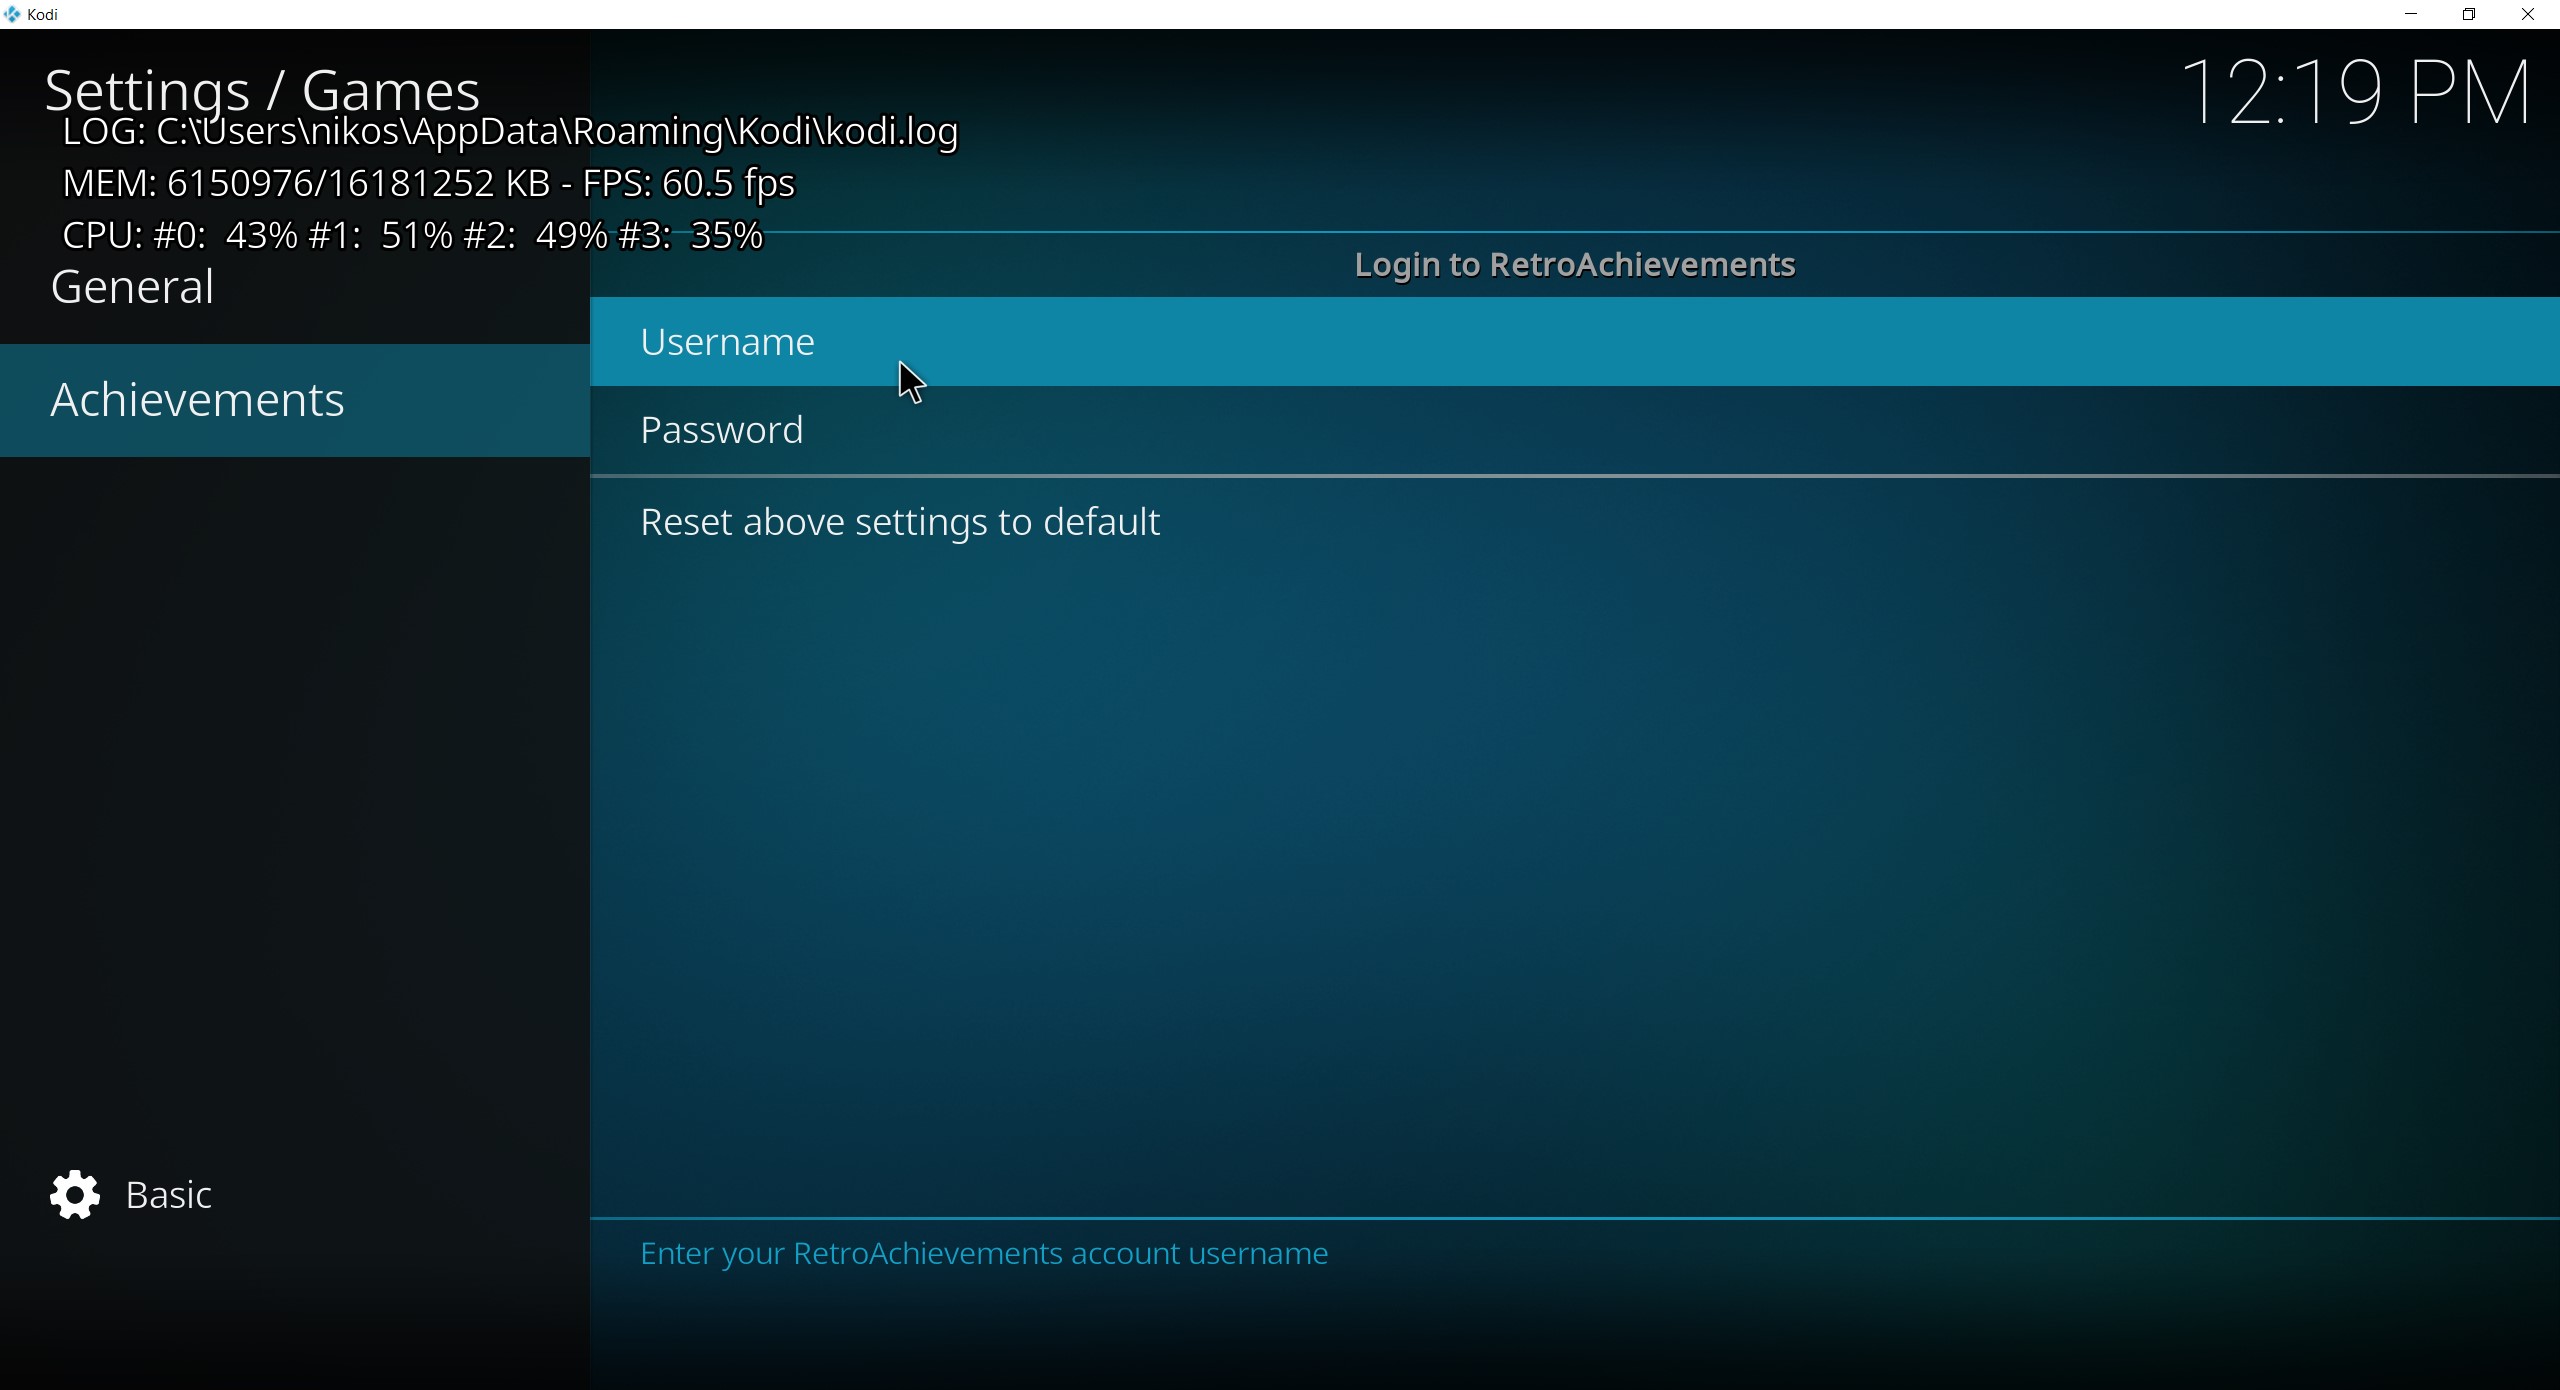 Kodi
Settings / Games
12:19 PM
LOG: C:\Users\nikos\AppData\Roaming\Kodi\kodi.log
MEM: 6150976/16181252 KB - FPS: 60.5 fps
CPU: #0: 43% #1: 51% #2: 49% #3: 35%
General
Achievements
Login to RetroAchievements
Username
Password
Reset above settings to default
Basic
Enter your RetroAchievements account username